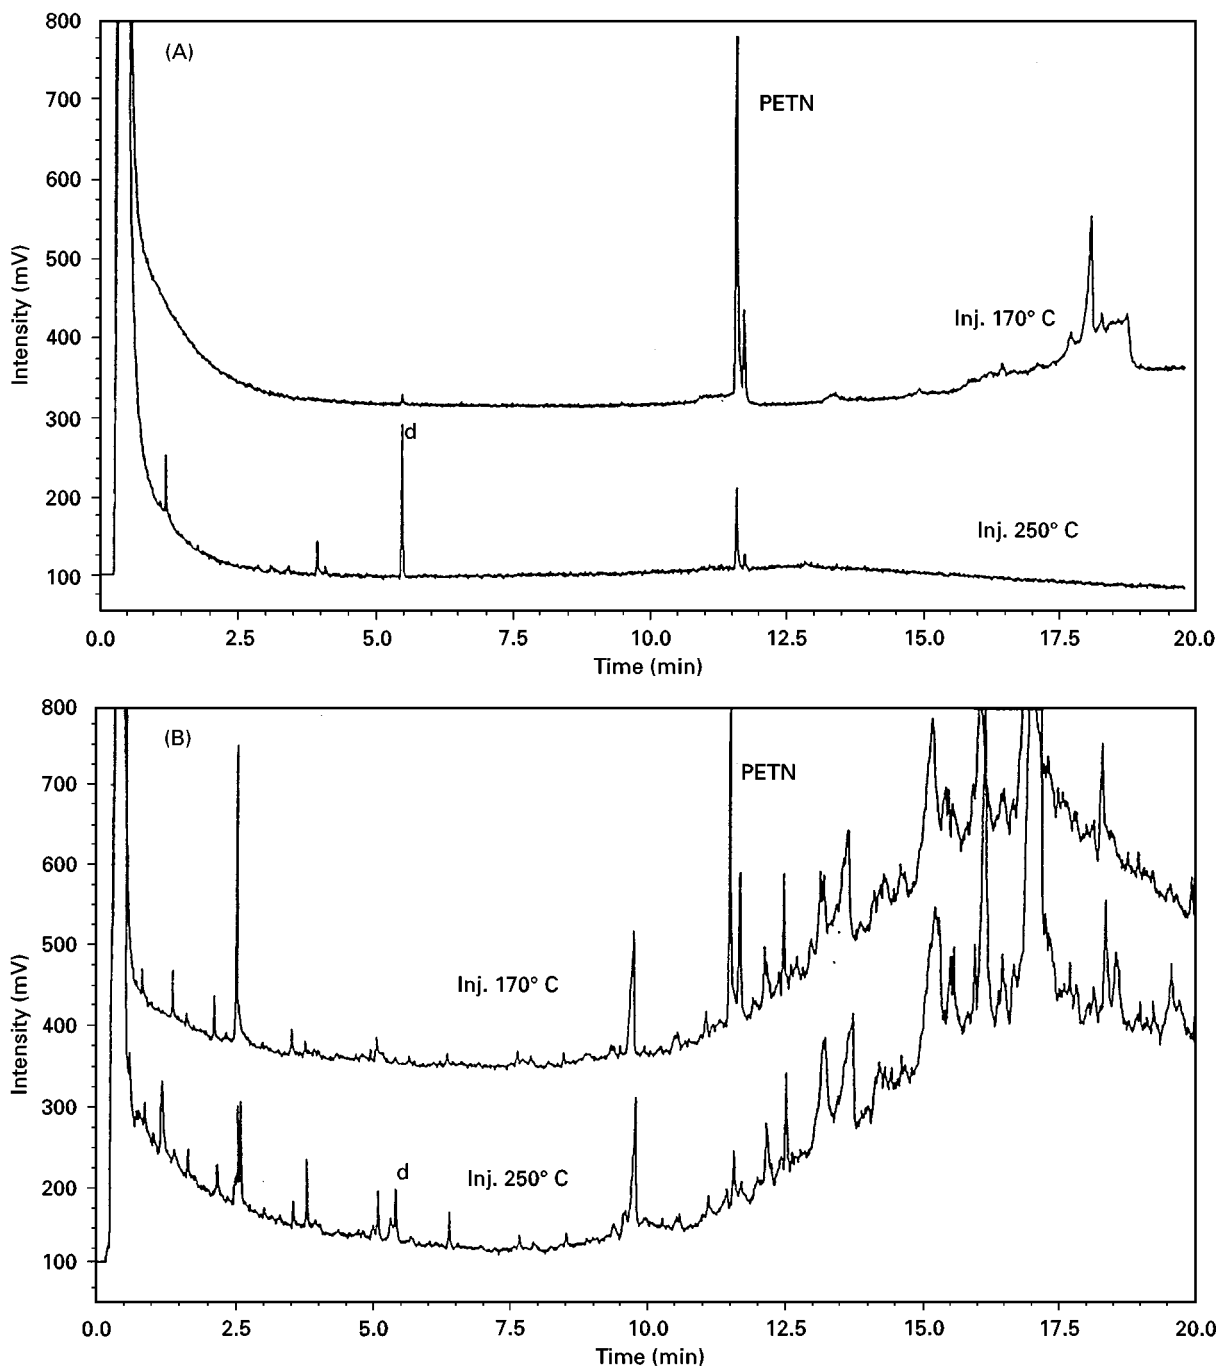 800
(A)
700
PETN
600
500
Intensity (mV)
Inj. 170° C
400
300
d
200
Inj. 250° C
100
0.0 2.5 5.0 7.5 10.0 12.5 15.0 17.5 20.0
Time (min)
800
(B)
PETN
700
600
500
Intensity (mV)
Inj. 170° C
400
300
d
Inj. 250° C
200
100
0.0 2.5 5.0 7.5 10.0 12.5 15.0 17.5 20.0
Time (min)